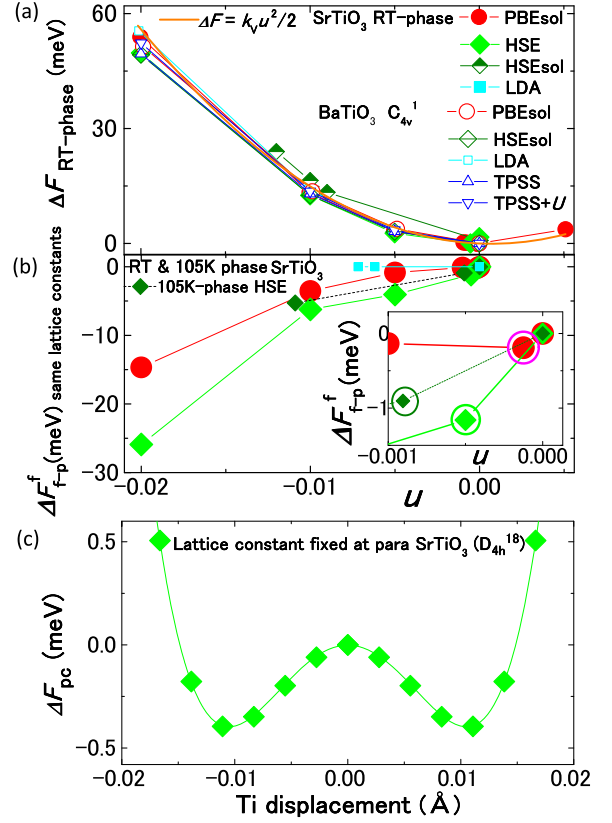 (a)
ΔF = kᵥu²/2
SrTiO₃ RT-phase
PBEsol
HSE
HSEsol
LDA
BaTiO₃ C₄ᵥ¹
PBEsol
HSEsol
LDA
TPSS
TPSS+U
60
30
0
ΔF RT-phase (meV)
(b)
RT & 105K phase SrTiO₃
105K-phase HSE
0
−5
−10
−15
−20
−25
−30
ΔF^f f−p (meV) same lattice constants
−0.02
−0.01
0.00
u
0
−1
ΔF^f f−p (meV)
−0.001
0.000
u
(c)
Lattice constant fixed at para SrTiO₃ (D₄ₕ¹⁸)
0.5
0.0
−0.5
ΔF pc (meV)
−0.02
−0.01
0.00
0.01
0.02
Ti displacement (Å)